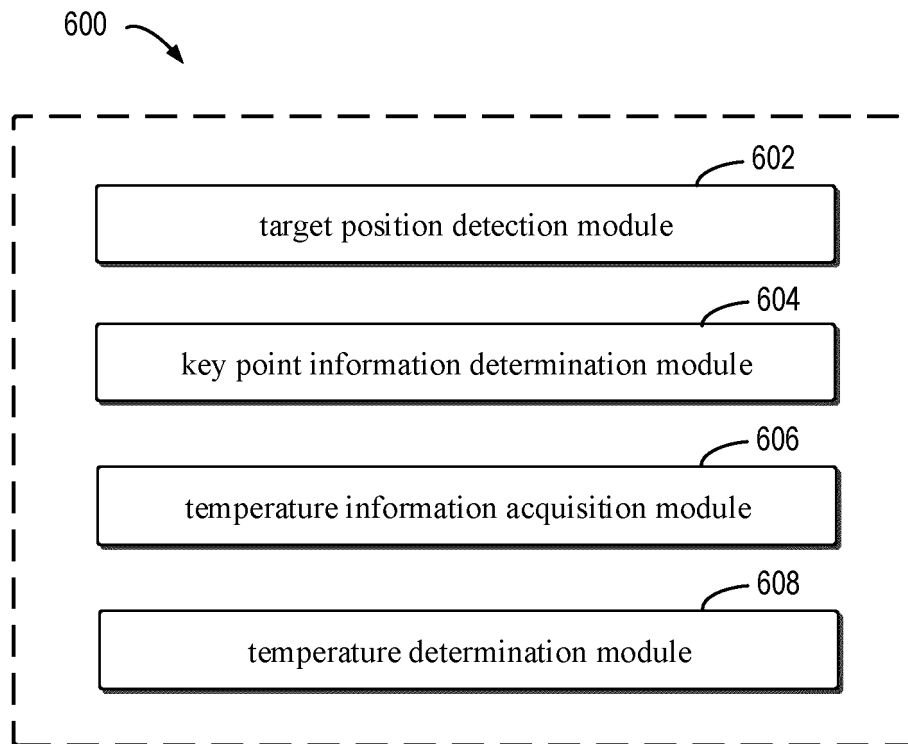 600
602
target position detection module
604
key point information determination module
606
temperature information acquisition module
608
temperature determination module